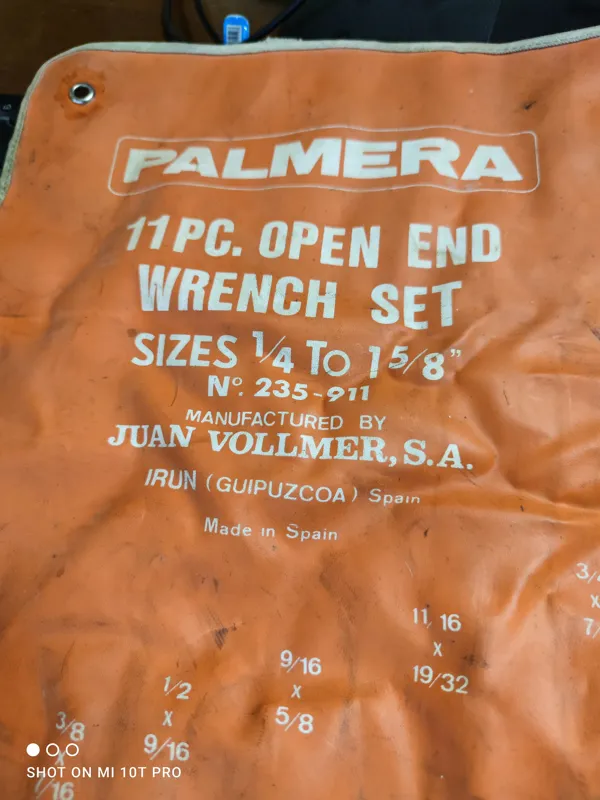 PALMERA
11 PC. OPEN END
WRENCH SET
SIZES 1/4 TO 1 5/8"
Nº. 235-911
MANUFACTURED BY
JUAN VOLLMER, S.A.
IRUN (GUIPUZCOA) Spain
Made in Spain
3/8
x
1/2
x
9/16
9/16
x
5/8
11/16
x
19/32
x
SHOT ON MI 10T PRO